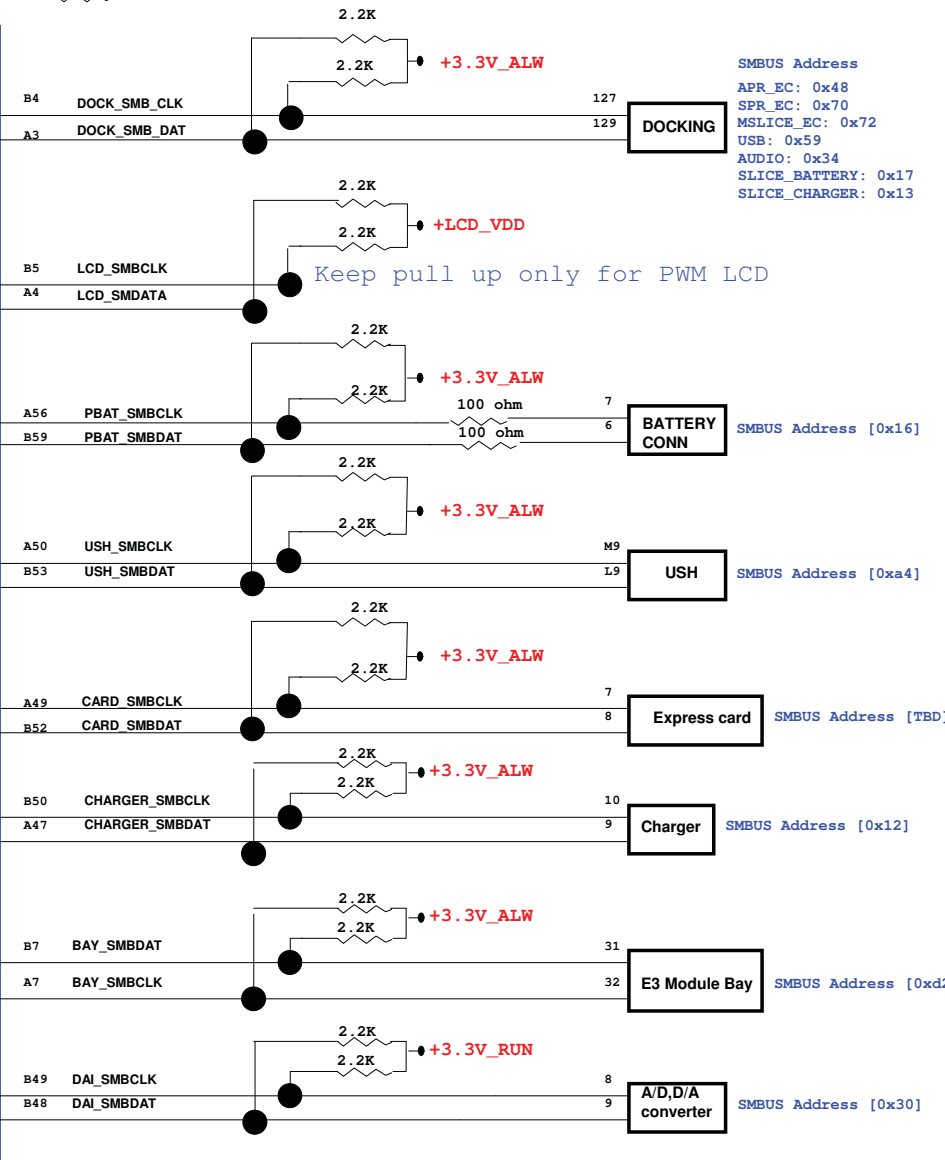 2.2K
2.2K
+3.3V_ALW
SMBUS Address
APR_EC: 0x48
SPR_EC: 0x70
MSLICE_EC: 0x72
USB: 0x59
AUDIO: 0x34
SLICE_BATTERY: 0x17
SLICE_CHARGER: 0x13
B4 DOCK_SMB_CLK 127
A3 DOCK_SMB_DAT 129
DOCKING
2.2K
2.2K
+LCD_VDD
B5 LCD_SMBCLK
A4 LCD_SMDATA
Keep pull up only for PWM LCD
2.2K
2.2K
+3.3V_ALW
A56 PBAT_SMBCLK 100 ohm 7
B59 PBAT_SMBDAT 100 ohm 6
BATTERY
CONN
SMBUS Address [0x16]
2.2K
2.2K
+3.3V_ALW
A50 USH_SMBCLK M9
B53 USH_SMBDAT L9
USH
SMBUS Address [0xa4]
2.2K
2.2K
+3.3V_ALW
A49 CARD_SMBCLK 7
B52 CARD_SMBDAT 8
Express card
SMBUS Address [TBD]
2.2K
2.2K
+3.3V_ALW
B50 CHARGER_SMBCLK 10
A47 CHARGER_SMBDAT 9
Charger
SMBUS Address [0x12]
2.2K
2.2K
+3.3V_ALW
B7 BAY_SMBDAT 31
A7 BAY_SMBCLK 32
E3 Module Bay
SMBUS Address [0xd2
2.2K
2.2K
+3.3V_RUN
B49 DAI_SMBCLK 8
B48 DAI_SMBDAT 9
A/D,D/A
converter
SMBUS Address [0x30]